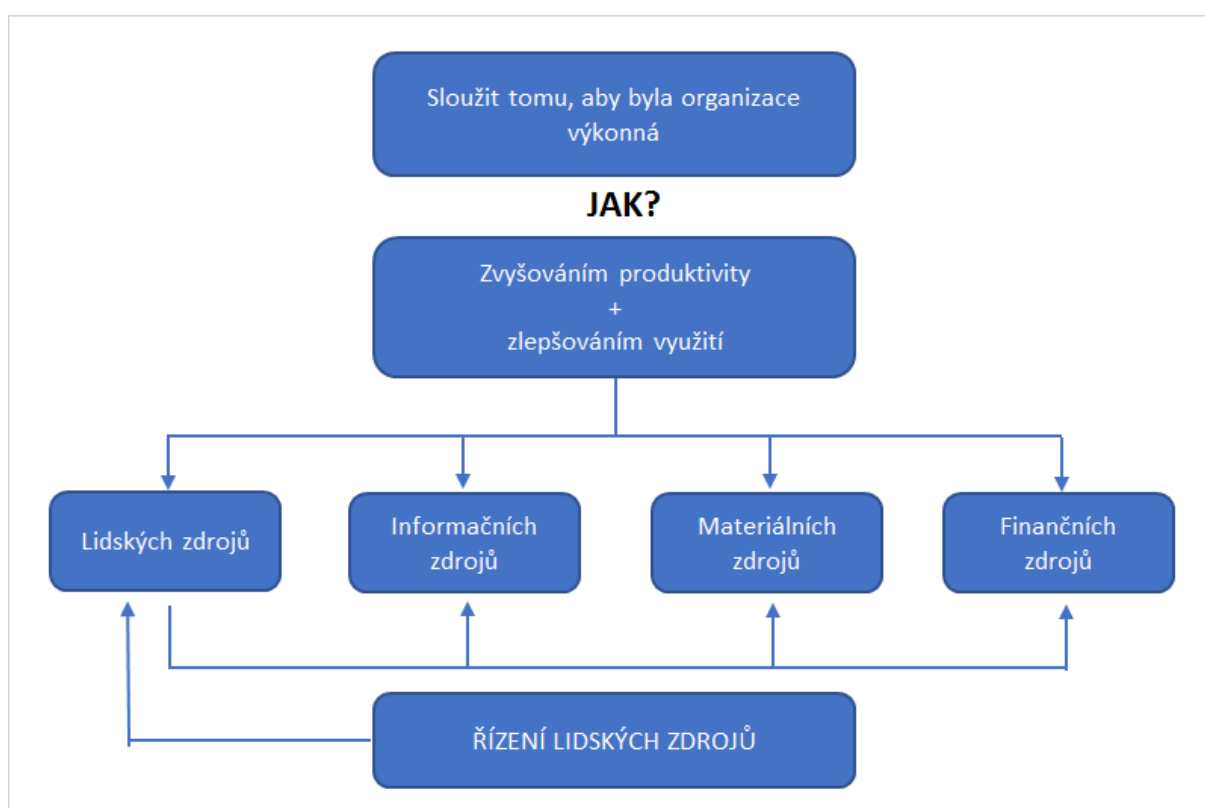 Sloužit tomu, aby byla organizace
výkonná
JAK?
Zvyšováním produktivity
+
zlepšováním využití
Lidských zdrojů
Informačních
zdrojů
Materiálních
zdrojů
Finančních
zdrojů
ŘÍZENÍ LIDSKÝCH ZDROJŮ